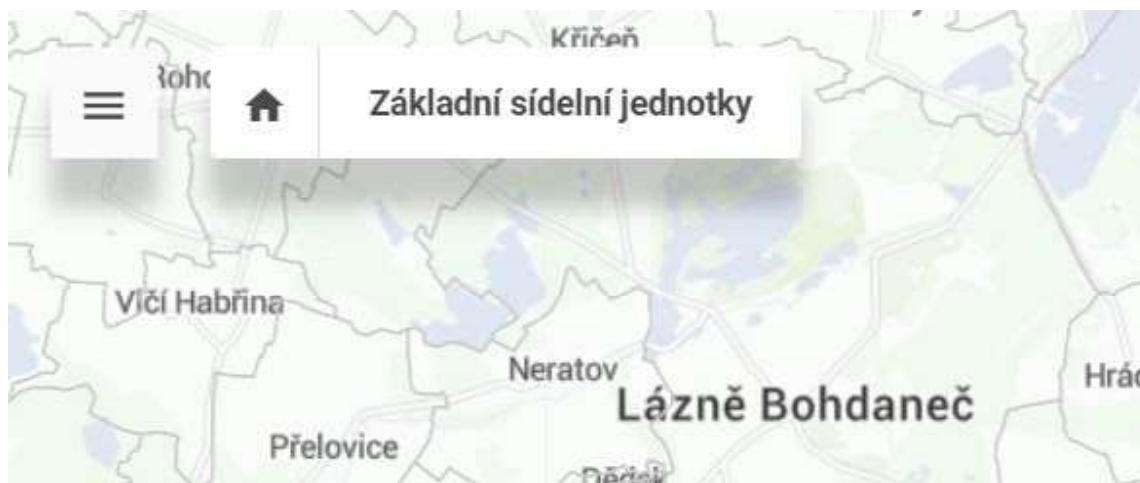 Křičeň
Základní sídelní jednotky
Vlčí Habřina
Neratov
Lázně Bohdaneč
Přelovice